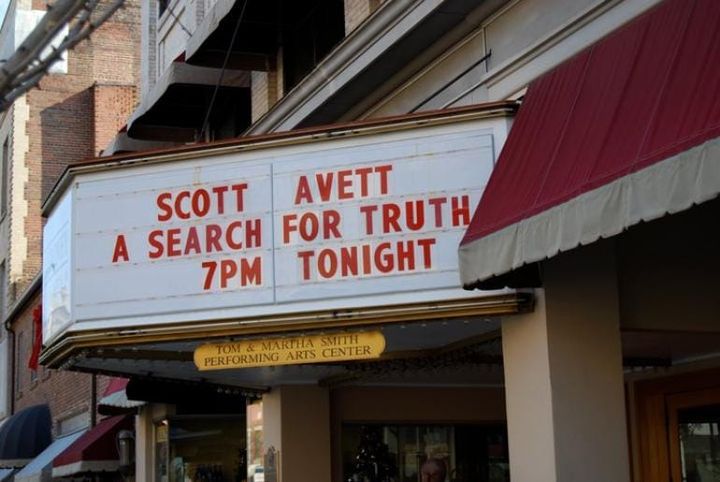 SCOTT AVETT
A SEARCH FOR TRUTH
7PM TONIGHT
TOM & MARTHA SMITH
PERFORMING ARTS CENTER